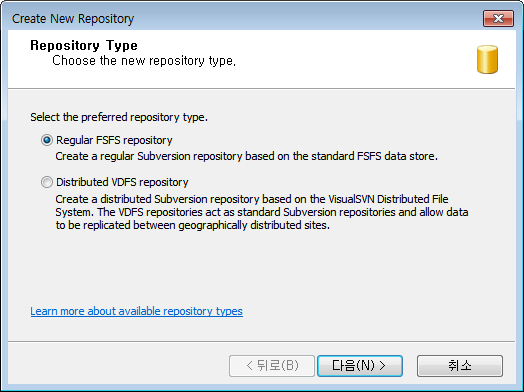 Create New Repository
Repository Type
Choose the new repository type.
Select the preferred repository type.
Regular FSFS repository
Create a regular Subversion repository based on the standard FSFS data store.
Distributed VDFS repository
Create a distributed Subversion repository based on the VisualSVN Distributed File
System. The VDFS repositories act as standard Subversion repositories and allow data
to be replicated between geographically distributed sites.
Learn more about available repository types
< 뒤로(B)
다음(N) >
취소